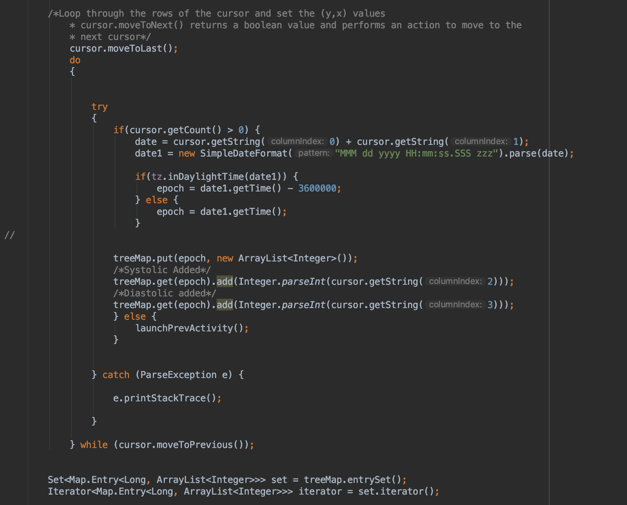 /*Loop through the rows of the cursor and set the (y,x) values
* cursor.moveToNext() returns a boolean value and performs an action to move to the
* next cursor*/
cursor.moveToLast();
do
{
try
{
if(cursor.getCount() > 0) {
date = cursor.getString( columnIndex: 0) + cursor.getString( columnIndex: 1);
date1 = new SimpleDateFormat( pattern: "MMM dd yyyy HH:mm:ss.SSS zzz").parse(date);
if(tz.inDaylightTime(date1)) {
epoch = date1.getTime() - 3600000;
} else {
epoch = date1.getTime();
}
//
treeMap.put(epoch, new ArrayList<Integer>());
/*Systolic Added*/
treeMap.get(epoch).add(Integer.parseInt(cursor.getString( columnIndex: 2)));
/*Diastolic added*/
treeMap.get(epoch).add(Integer.parseInt(cursor.getString( columnIndex: 3)));
} else {
launchPrevActivity();
}
} catch (ParseException e) {
e.printStackTrace();
}
} while (cursor.moveToPrevious());
Set<Map.Entry<Long, ArrayList<Integer>>> set = treeMap.entrySet();
Iterator<Map.Entry<Long, ArrayList<Integer>>> iterator = set.iterator();